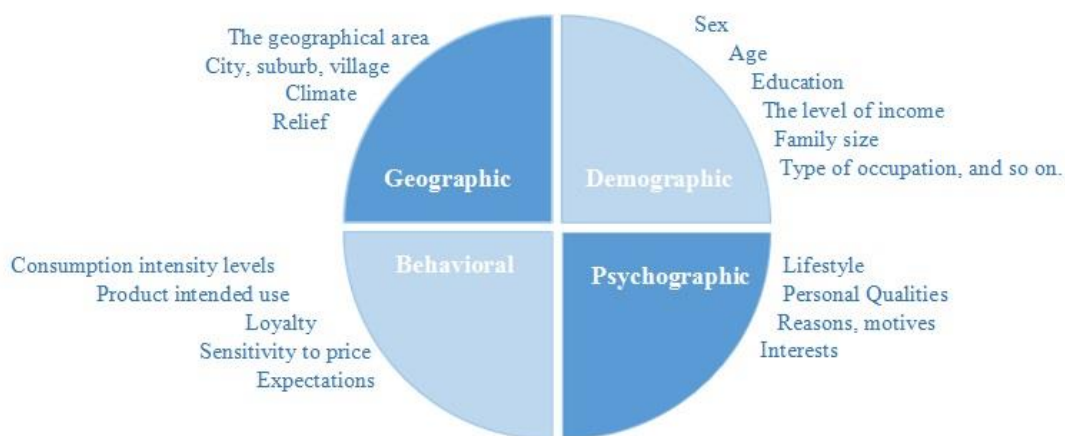 The geographical area
City, suburb, village
Climate
Relief
Geographic
Sex
Age
Education
The level of income
Family size
Type of occupation, and so on.
Demographic
Consumption intensity levels
Product intended use
Loyalty
Sensitivity to price
Expectations
Behavioral
Psychographic
Lifestyle
Personal Qualities
Reasons, motives
Interests